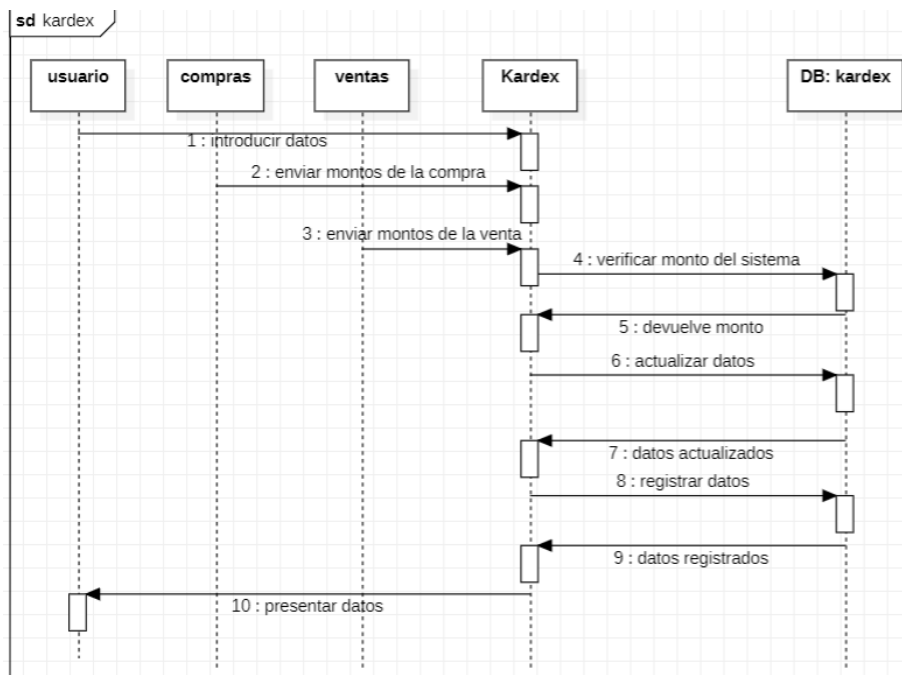 sd kardex
usuario
compras
ventas
Kardex
DB: kardex
1 : introducir datos
2 : enviar montos de la compra
3 : enviar montos de la venta
4 : verificar monto del sistema
5 : devuelve monto
6 : actualizar datos
7 : datos actualizados
8 : registrar datos
9 : datos registrados
10 : presentar datos